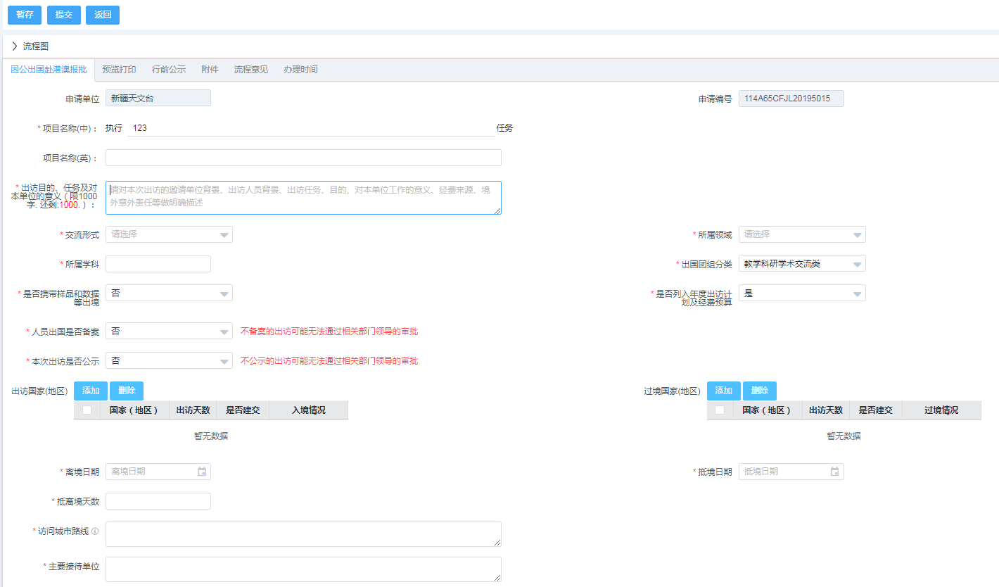 暂存 提交 返回
流程图
因公出国赴港澳报批 预览打印 行前公示 附件 流程意见 办理时间
申请单位 新疆天文台 申请编号 114A65CFJL20195015
* 项目名称(中)： 执行 123 任务
项目名称(英)：
* 出访目的、任务及对
本单位的意义（限1000
字. 还剩:1000.）：
请对本次出访的邀请单位背景、出访人员背景、出访任务、目的、对本单位工作的意义、经费来源、境
外意外责任等做明确描述
* 交流形式 请选择 * 所属领域 请选择
* 所属学科 * 出国团组分类 教学科研学术交流类
* 是否携带样品和数据
等出境 否
* 是否列入年度出访计
划及经费预算 是
* 人员出国是否备案 否 不备案的出访可能无法通过相关部门领导的审批
* 本次出访是否公示 否 不公示的出访可能无法通过相关部门领导的审批
出访国家(地区) 添加 删除 过境国家(地区) 添加 删除
国家（地区） 出访天数 是否建交 入境情况 国家（地区） 出访天数 是否建交 过境情况
暂无数据 暂无数据
* 离境日期 离境日期 * 抵境日期 抵境日期
* 抵离境天数
* 访问城市路线
* 主要接待单位